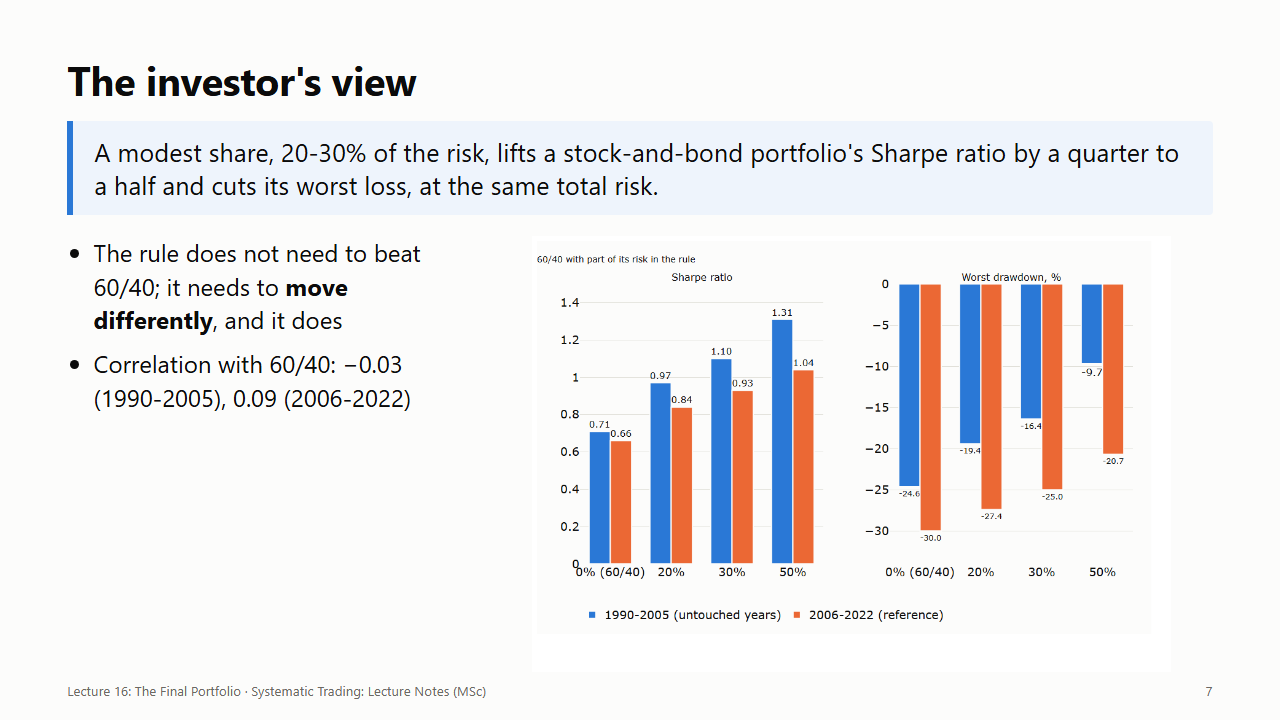 The investor's view
A modest share, 20-30% of the risk, lifts a stock-and-bond portfolio's Sharpe ratio by a quarter to
a half and cuts its worst loss, at the same total risk.
• The rule does not need to beat
60/40; it needs to move
differently, and it does
• Correlation with 60/40: −0.03
(1990-2005), 0.09 (2006-2022)
60/40 with part of its risk in the rule
Sharpe ratio
1.4
1.2
1
0.8
0.6
0.4
0.2
0
0.71
0.66
0.97
0.84
1.10
0.93
1.31
1.04
0% (60/40) 20% 30% 50%
Worst drawdown, %
0
−5
−10
−15
−20
−25
−30
-24.6
-30.0
-19.4
-27.4
-16.4
-25.0
-9.7
-20.7
0% (60/40) 20% 30% 50%
1990-2005 (untouched years) 2006-2022 (reference)
Lecture 16: The Final Portfolio · Systematic Trading: Lecture Notes (MSc)
7